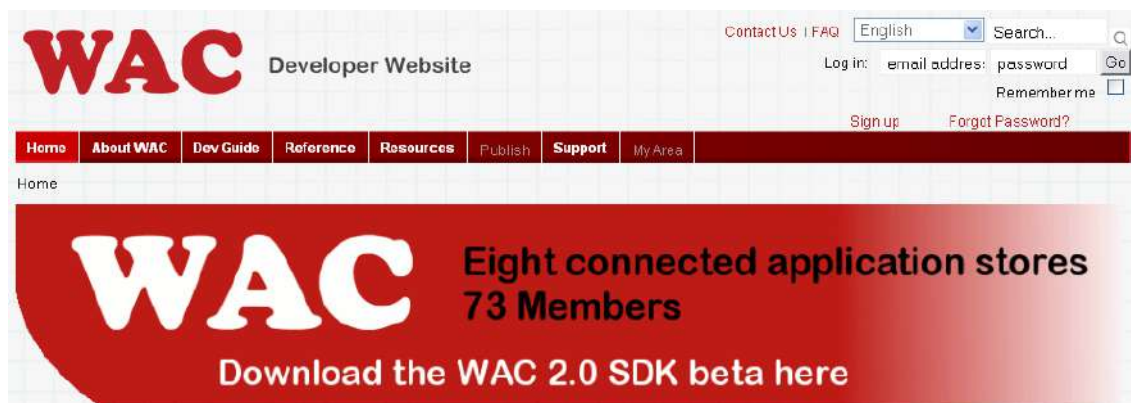 WAC
Developer Website
Contact Us | FAQ English Search...
Log in: email addres: password Go
Remember me
Sign up Forgot Password?
Home About WAC Dev Guide Reference Resources Publish Support My Area
Home
WAC
Eight connected application stores
73 Members
Download the WAC 2.0 SDK beta here